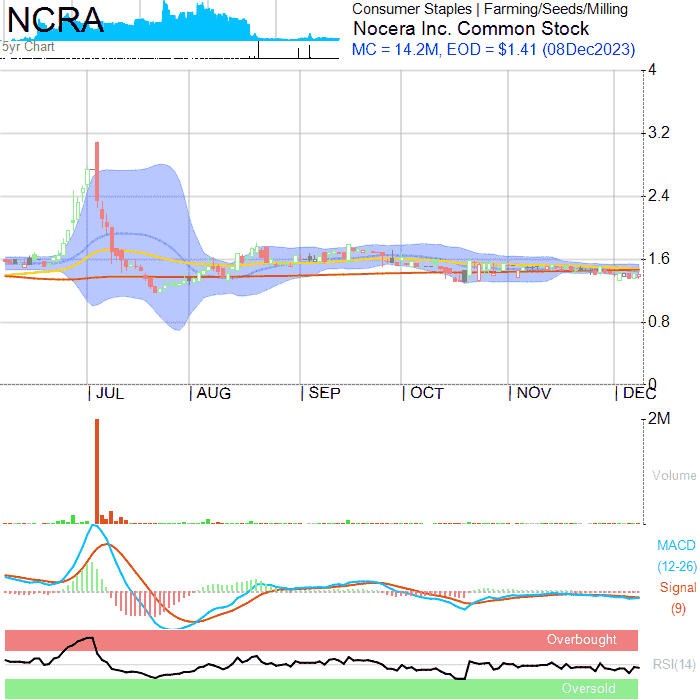 NCRA
5yr Chart
Consumer Staples | Farming/Seeds/Milling
Nocera Inc. Common Stock
MC = 14.2M, EOD = $1.41 (08Dec2023)
4
3.2
2.4
1.6
0.8
0
JUL AUG SEP OCT NOV DEC
2M
Volume
MACD
(12-26)
Signal
(9)
Overbought
RSI(14)
Oversold